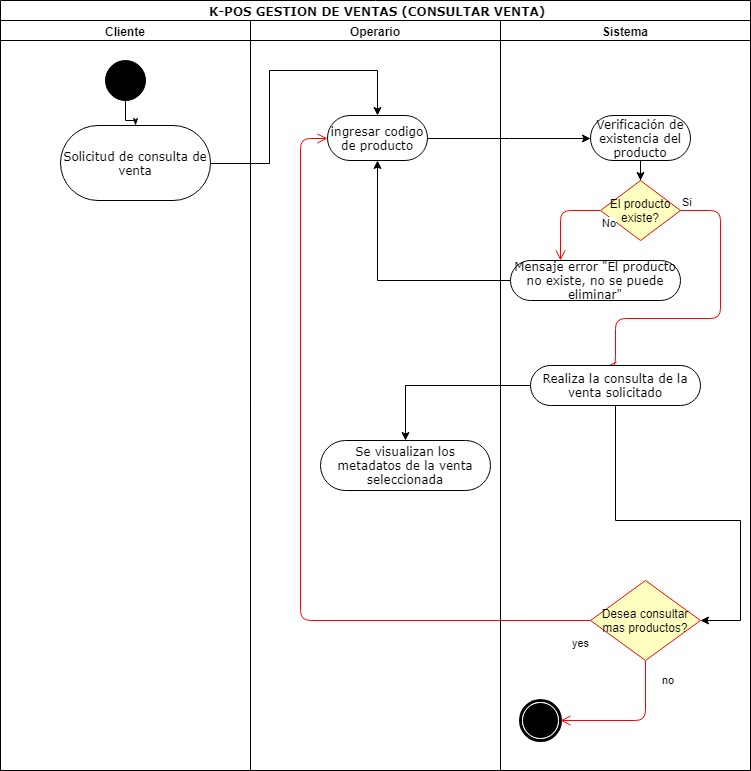 K-POS GESTION DE VENTAS (CONSULTAR VENTA)
Cliente
Operario
Sistema
Solicitud de consulta de
venta
ingresar codigo
de producto
Verificación de
existencia del
producto
El producto
existe?
Si
No
Mensaje error "El producto
no existe, no se puede
eliminar"
Realiza la consulta de la
venta solicitado
Se visualizan los
metadatos de la venta
seleccionada
Desea consultar
mas productos?
yes
no